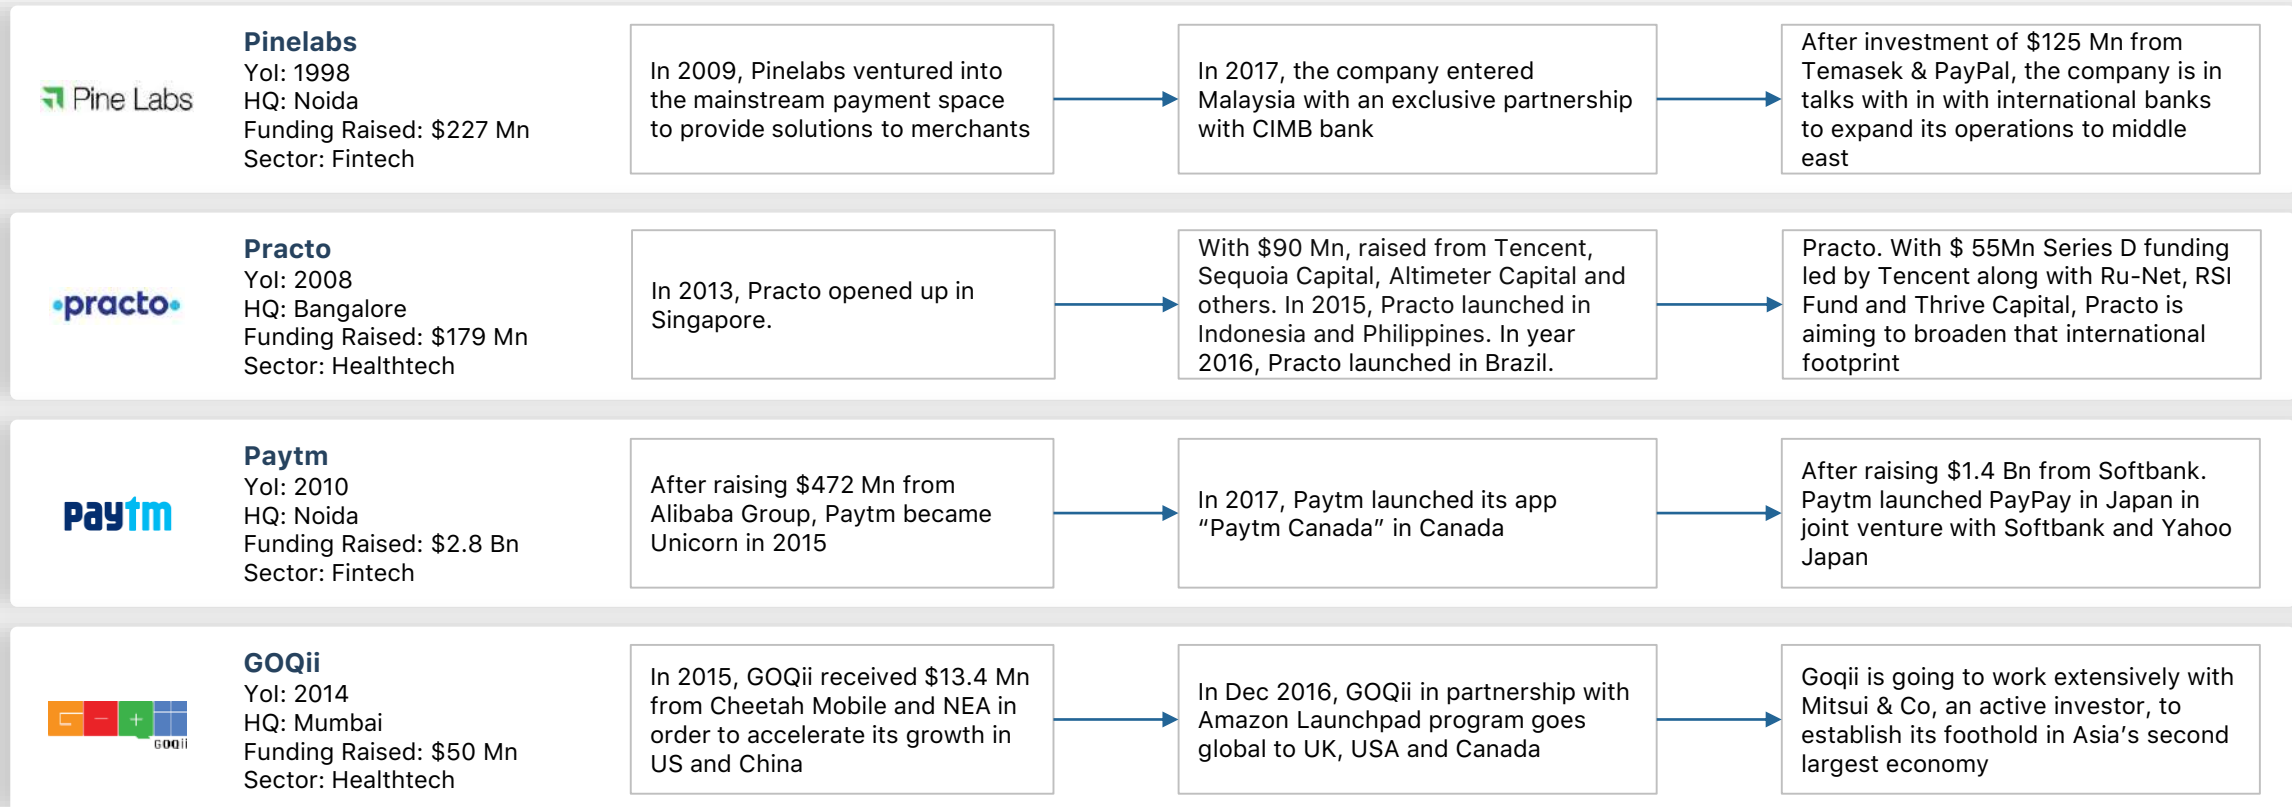 Pine Labs
Pinelabs
YoI: 1998
HQ: Noida
Funding Raised: $227 Mn
Sector: Fintech
In 2009, Pinelabs ventured into
the mainstream payment space
to provide solutions to merchants
In 2017, the company entered
Malaysia with an exclusive partnership
with CIMB bank
After investment of $125 Mn from
Temasek & PayPal, the company is in
talks with in with international banks
to expand its operations to middle
east
practo
Practo
YoI: 2008
HQ: Bangalore
Funding Raised: $179 Mn
Sector: Healthtech
In 2013, Practo opened up in
Singapore.
With $90 Mn, raised from Tencent,
Sequoia Capital, Altimeter Capital and
others. In 2015, Practo launched in
Indonesia and Philippines. In year
2016, Practo launched in Brazil.
Practo. With $ 55Mn Series D funding
led by Tencent along with Ru-Net, RSI
Fund and Thrive Capital, Practo is
aiming to broaden that international
footprint
paytm
Paytm
YoI: 2010
HQ: Noida
Funding Raised: $2.8 Bn
Sector: Fintech
After raising $472 Mn from
Alibaba Group, Paytm became
Unicorn in 2015
In 2017, Paytm launched its app
“Paytm Canada” in Canada
After raising $1.4 Bn from Softbank.
Paytm launched PayPay in Japan in
joint venture with Softbank and Yahoo
Japan
GOQii
GOQii
YoI: 2014
HQ: Mumbai
Funding Raised: $50 Mn
Sector: Healthtech
In 2015, GOQii received $13.4 Mn
from Cheetah Mobile and NEA in
order to accelerate its growth in
US and China
In Dec 2016, GOQii in partnership with
Amazon Launchpad program goes
global to UK, USA and Canada
Goqii is going to work extensively with
Mitsui & Co, an active investor, to
establish its foothold in Asia’s second
largest economy